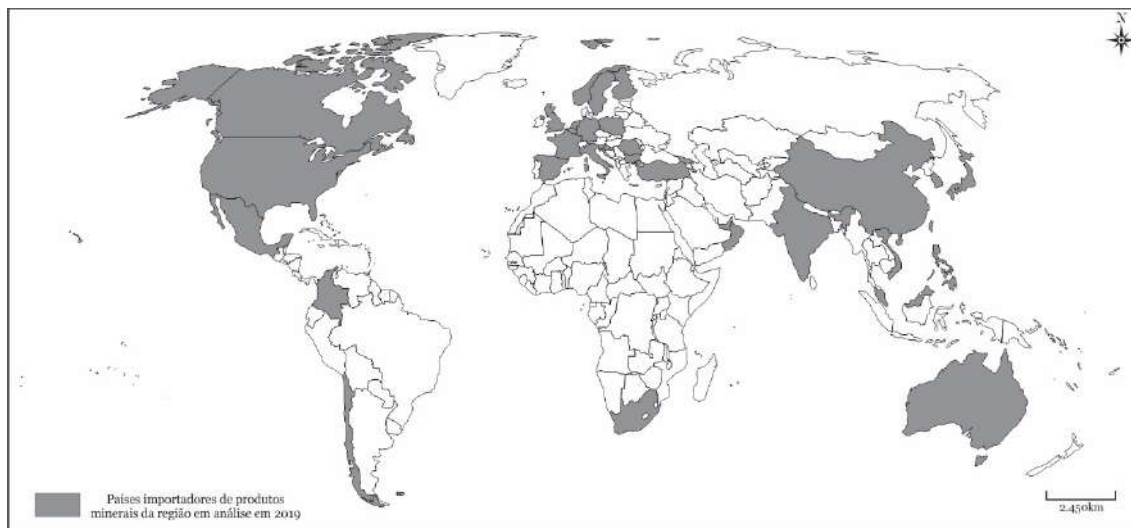 N
Países importadores de produtos
minerais da região em análise em 2019
2.450km